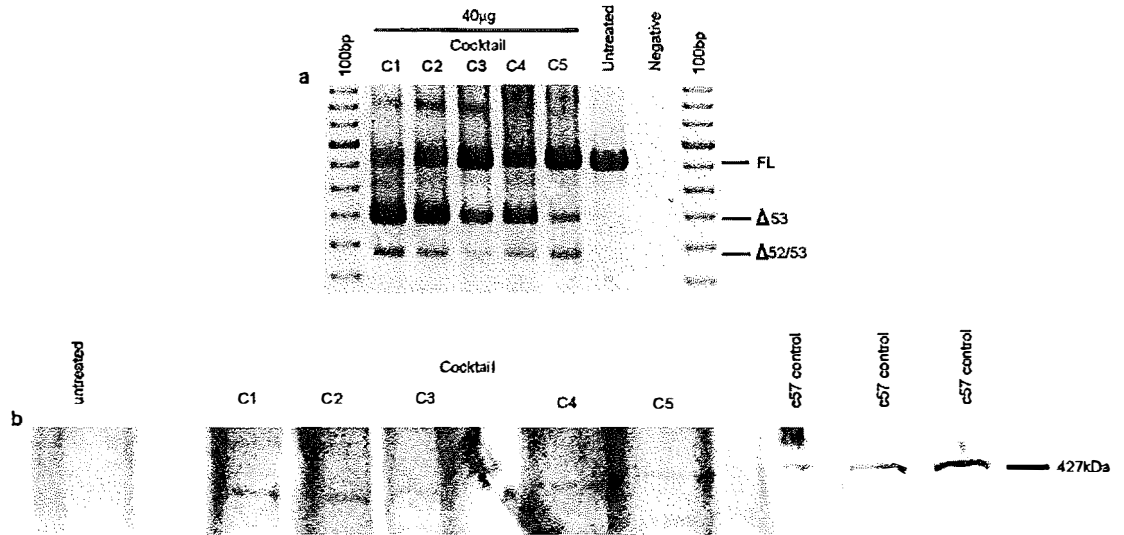 40μg
Cocktail
a
100bp
C1 C2 C3 C4 C5
Untreated
Negative
100bp
FL
Δ53
Δ52/53
b
untreated
Cocktail
C1 C2 C3 C4 C5
c57 control
c57 control
c57 control
427kDa